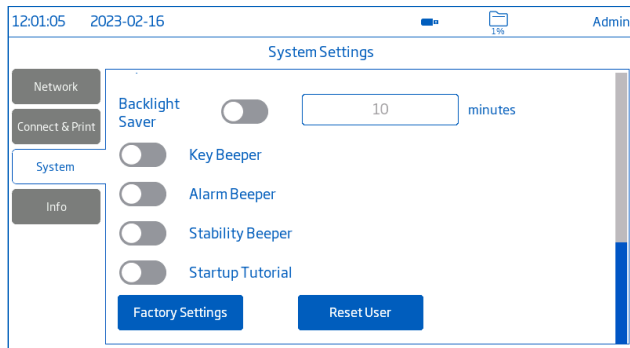 12:01:05 2023-02-16 1% Admin
System Settings
Network
Connect & Print
System
Info
Backlight
Saver 10 minutes
Key Beeper
Alarm Beeper
Stability Beeper
Startup Tutorial
Factory Settings Reset User